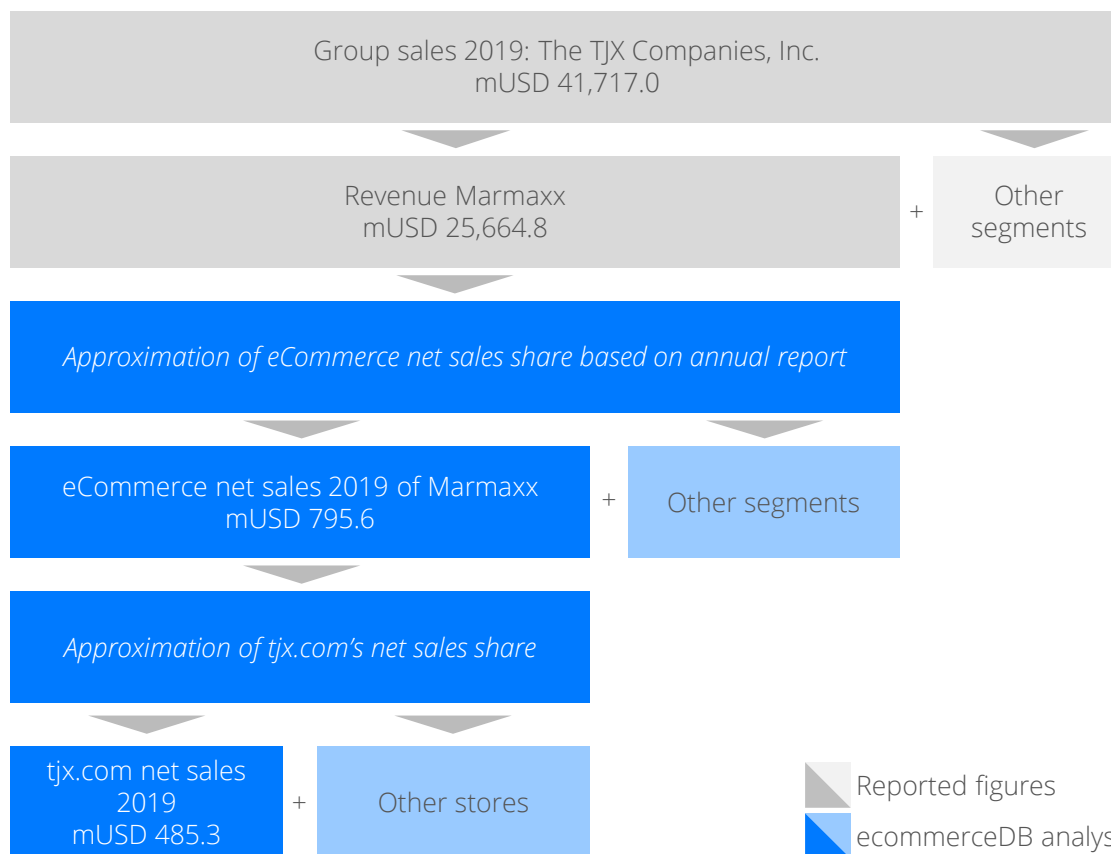 Group sales 2019: The TJX Companies, Inc.
mUSD 41,717.0
Revenue Marmaxx
mUSD 25,664.8
+
Other
segments
Approximation of eCommerce net sales share based on annual report
eCommerce net sales 2019 of Marmaxx
mUSD 795.6
+
Other segments
Approximation of tjx.com's net sales share
tjx.com net sales
2019
mUSD 485.3
+
Other stores
Reported figures
ecommerceDB analys